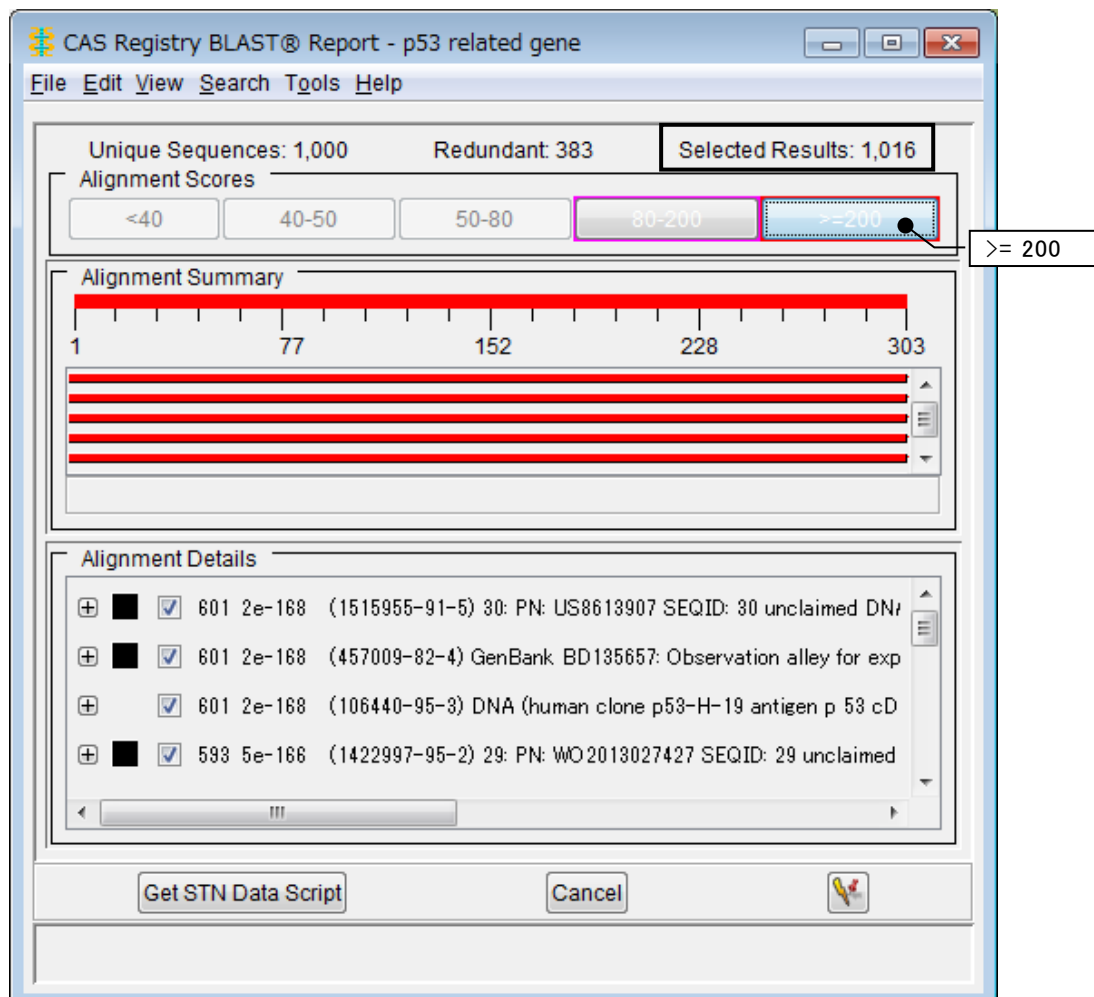 CAS Registry BLAST® Report - p53 related gene
File Edit View Search Tools Help
Unique Sequences: 1,000 Redundant: 383 Selected Results: 1,016
Alignment Scores
<40 40-50 50-80 80-200 >=200
>= 200
Alignment Summary
1 77 152 228 303
Alignment Details
601 2e-168 (1515955-91-5) 30: PN: US8613907 SEQID: 30 unclaimed DN
601 2e-168 (457009-82-4) GenBank BD135657: Observation alley for exp
601 2e-168 (106440-95-3) DNA (human clone p53-H-19 antigen p 53 cD
593 5e-166 (1422997-95-2) 29: PN: WO2013027427 SEQID: 29 unclaimed
Get STN Data Script Cancel